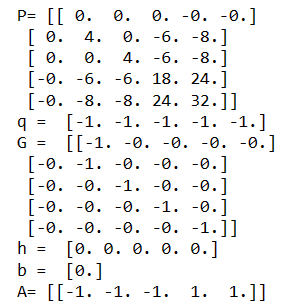 P= [[ 0.  0.  0. -0. -0.]
 [ 0.  4.  0. -6. -8.]
 [ 0.  0.  4. -6. -8.]
 [-0. -6. -6. 18. 24.]
 [-0. -8. -8. 24. 32.]]
q =  [-1. -1. -1. -1. -1.]
G =  [[-1. -0. -0. -0. -0.]
 [-0. -1. -0. -0. -0.]
 [-0. -0. -1. -0. -0.]
 [-0. -0. -0. -1. -0.]
 [-0. -0. -0. -0. -1.]]
h =  [0. 0. 0. 0. 0.]
b =  [0.]
A= [[-1. -1. -1.  1.  1.]]